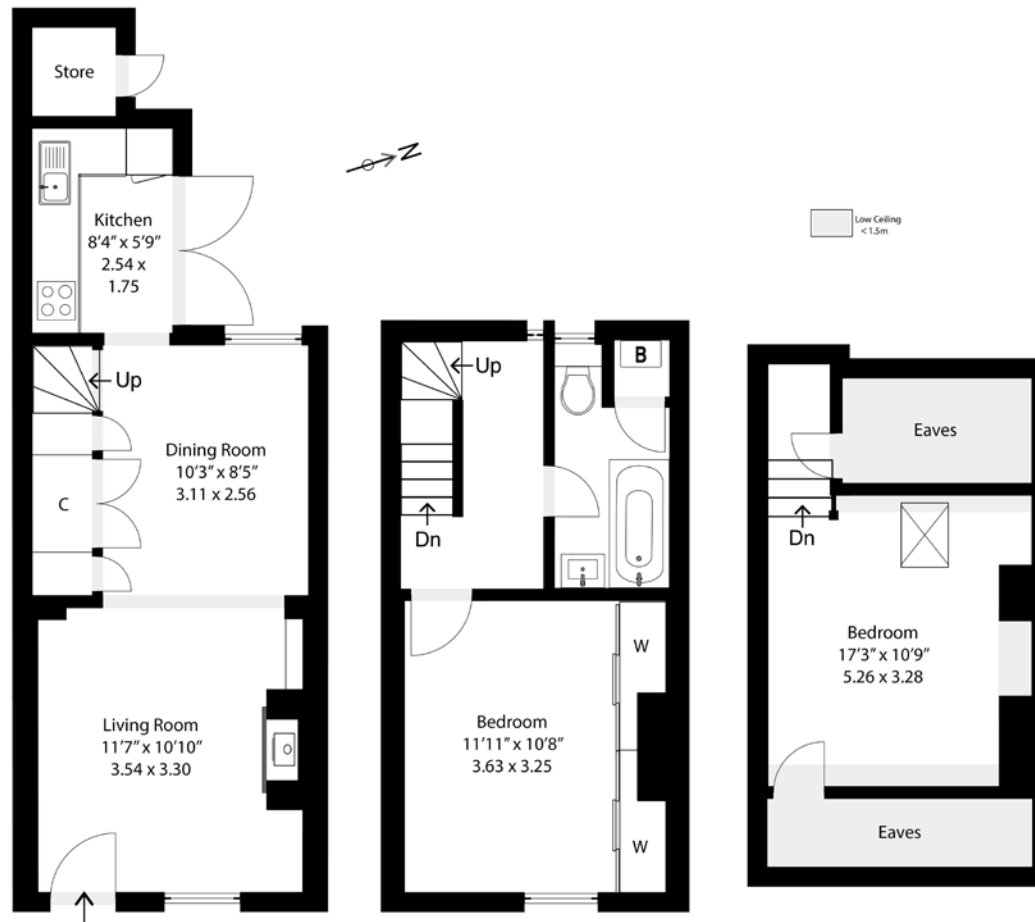 Store
N
Kitchen
8'4" x 5'9"
2.54 x
1.75
Low Ceiling
<1.5m
Up
Dining Room
10'3" x 8'5"
3.11 x 2.56
C
Living Room
11'7" x 10'10"
3.54 x 3.30
B
Up
Dn
W
Bedroom
11'11" x 10'8"
3.63 x 3.25
W
Eaves
Dn
Bedroom
17'3" x 10'9"
5.26 x 3.28
Eaves